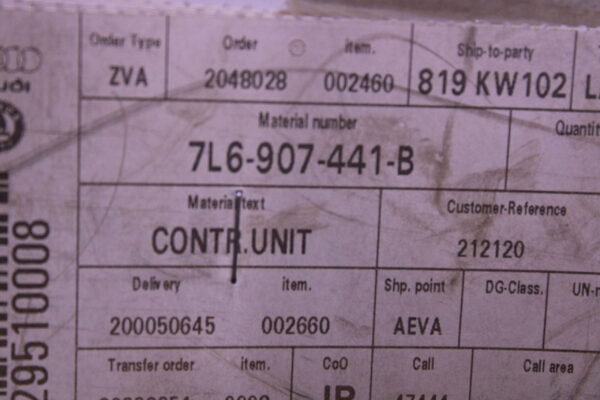 Order Type Order item. Ship-to-party
ZVA 2048028 002460 819 KW102
Material number
7L6-907-441-B
Material text Customer-Reference
CONTR.UNIT 212120
Delivery item. Shp. point DG-Class.
200050645 002660 AEVA
Transfer order item. CoO Call Call area
29510008